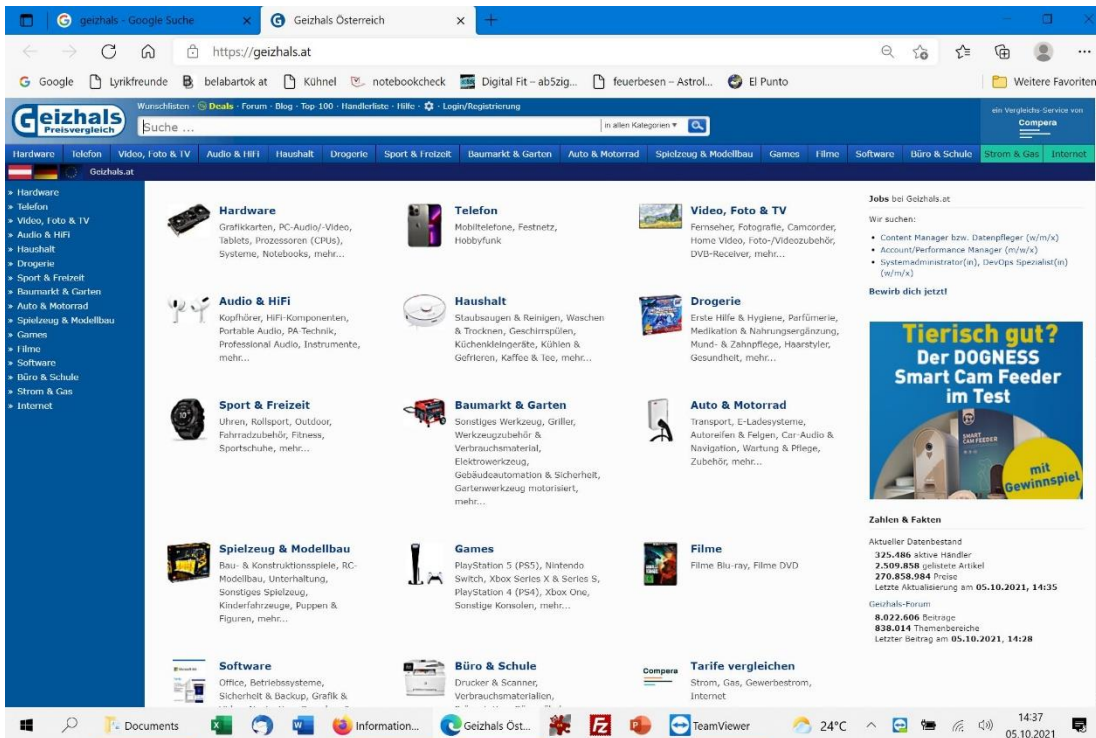 geizhals - Google Suche
Geizhals Österreich
https://geizhals.at
Google
Lyrikfreunde
belabartok at
Kühnel
notebookcheck
Digital Fit – ab5zig...
feuerbesen – Astrol...
El Punto
Weitere Favoriten
Geizhals
Preisvergleich
Wunschlisten · Deals · Forum · Blog · Top-100 · Händlerliste · Hilfe · Login/Registrierung
Suche ...
in allen Kategorien
ein Vergleichs-Service von
Compera
Hardware Telefon Video, Foto & TV Audio & HiFi Haushalt Drogerie Sport & Freizeit Baumarkt & Garten Auto & Motorrad Spielzeug & Modellbau Games Filme Software Büro & Schule Strom & Gas Internet
Geizhals.at
» Hardware
» Telefon
» Video, Foto & TV
» Audio & HiFi
» Haushalt
» Drogerie
» Sport & Freizeit
» Baumarkt & Garten
» Auto & Motorrad
» Spielzeug & Modellbau
» Games
» Filme
» Software
» Büro & Schule
» Strom & Gas
» Internet
Hardware
Grafikkarten, PC-Audio/-Video,
Tablets, Prozessoren (CPUs),
Systeme, Notebooks, mehr...
Telefon
Mobiltelefone, Festnetz,
Hobbyfunk
Video, Foto & TV
Fernseher, Fotografie, Camcorder,
Home Video, Foto-/Videozubehör,
DVB-Receiver, mehr...
Audio & HiFi
Kopfhörer, HiFi-Komponenten,
Portable Audio, PA-Technik,
Professional Audio, Instrumente,
mehr...
Haushalt
Staubsaugen & Reinigen, Waschen
& Trocknen, Geschirrspülen,
Küchenkleingeräte, Kühlen &
Gefrieren, Kaffee & Tee, mehr...
Drogerie
Erste Hilfe & Hygiene, Parfümerie,
Medikation & Nahrungsergänzung,
Mund- & Zahnpflege, Haarstyler,
Gesundheit, mehr...
Sport & Freizeit
Uhren, Rollsport, Outdoor,
Fahrradzubehör, Fitness,
Sportschuhe, mehr...
Baumarkt & Garten
Sonstiges Werkzeug, Griller,
Werkzeugzubehör &
Verbrauchsmaterial,
Elektrowerkzeug,
Gebäudeautomation & Sicherheit,
Gartenwerkzeug motorisiert,
mehr...
Auto & Motorrad
Transport, E-Ladesysteme,
Autoreifen & Felgen, Car-Audio &
Navigation, Wartung & Pflege,
Zubehör, mehr...
Spielzeug & Modellbau
Bau- & Konstruktionsspiele, RC-
Modellbau, Unterhaltung,
Sonstiges Spielzeug,
Kinderfahrzeuge, Puppen &
Figuren, mehr...
Games
PlayStation 5 (PS5), Nintendo
Switch, Xbox Series X & Series S,
PlayStation 4 (PS4), Xbox One,
Sonstige Konsolen, mehr...
Filme
Filme Blu-ray, Filme DVD
Software
Office, Betriebssysteme,
Sicherheit & Backup, Grafik &
Büro & Schule
Drucker & Scanner,
Verbrauchsmaterialien,
Compera
Tarife vergleichen
Strom, Gas, Gewerbestrom,
Internet
Jobs bei Geizhals.at
Wir suchen:
• Content Manager bzw. Datenpfleger (w/m/x)
• Account/Performance Manager (m/w/x)
• Systemadministrator(in), DevOps Spezialist(in)
(w/m/x)
Bewirb dich jetzt!
Tierisch gut?
Der DOGNESS
Smart Cam Feeder
im Test
SMART
CAM FEEDER
mit
Gewinnspiel
Zahlen & Fakten
Aktueller Datenbestand
325.486 aktive Händler
2.509.858 gelistete Artikel
270.858.984 Preise
Letzte Aktualisierung am 05.10.2021, 14:35
Geizhals-Forum
8.022.606 Beiträge
838.014 Themenbereiche
Letzter Beitrag am 05.10.2021, 14:28
Documents
Information...
Geizhals Öst...
TeamViewer
24°C
14:37
05.10.2021